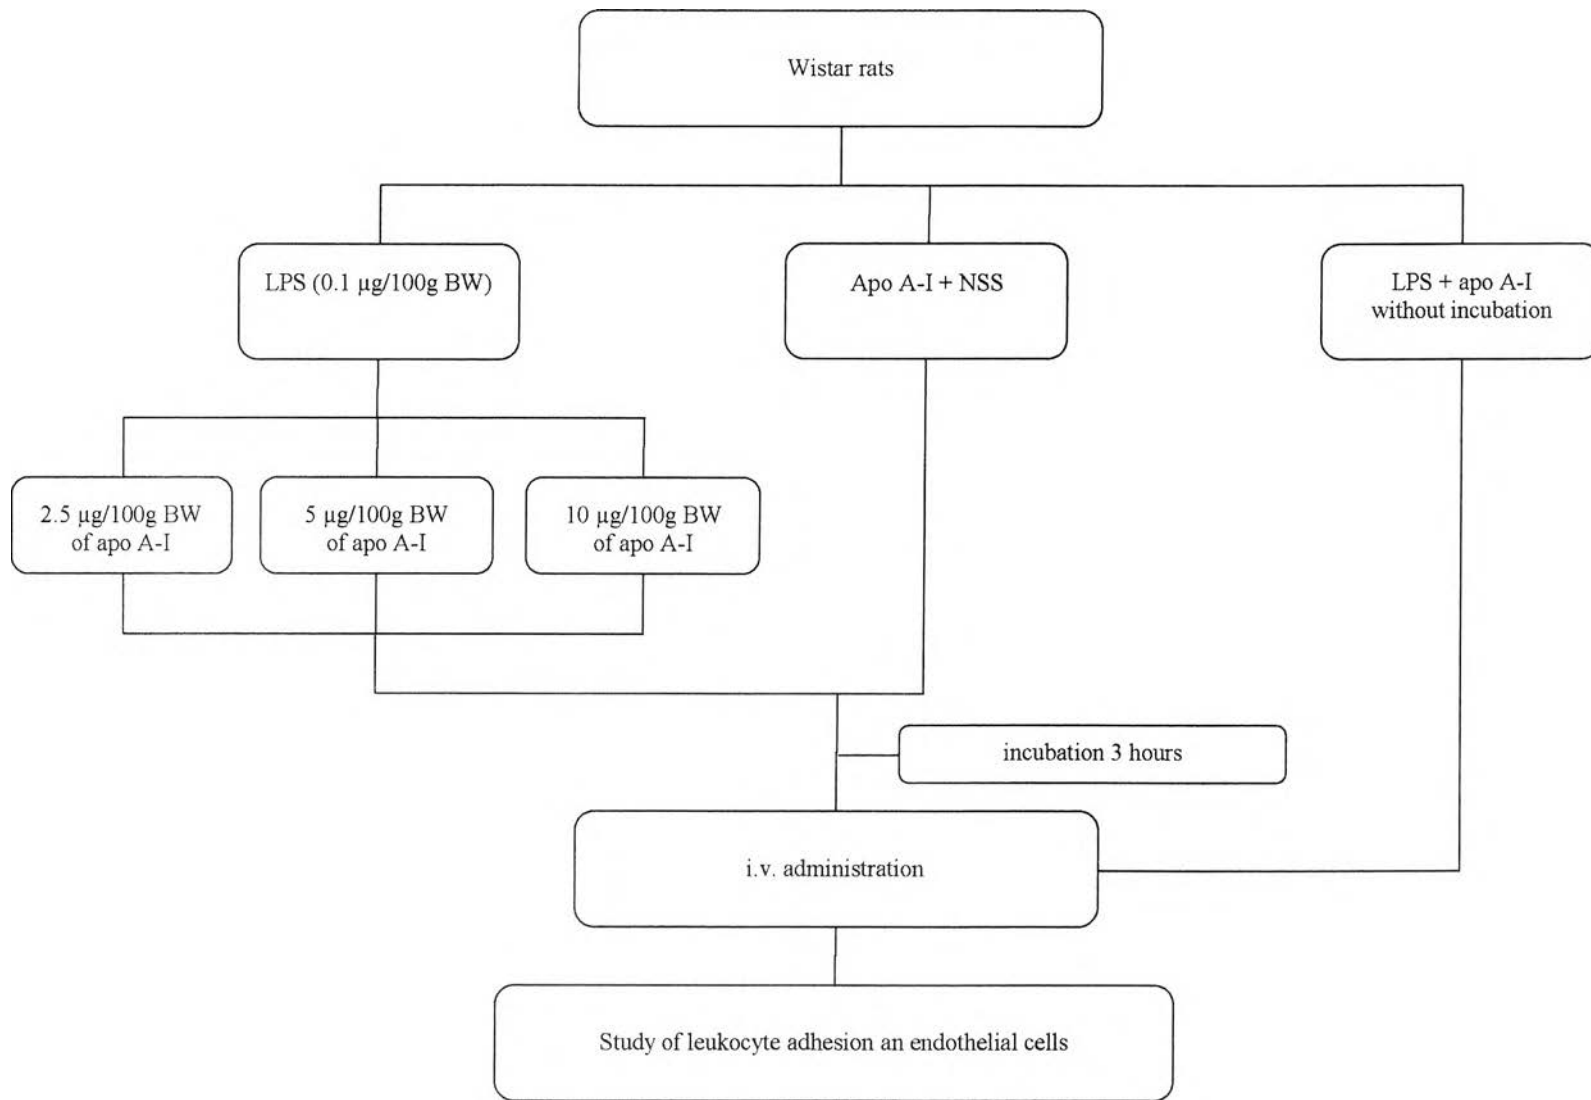 Wistar rats
LPS (0.1 µg/100g BW)
Apo A-I + NSS
LPS + apo A-I
without incubation
2.5 µg/100g BW
of apo A-I
5 µg/100g BW
of apo A-I
10 µg/100g BW
of apo A-I
incubation 3 hours
i.v. administration
Study of leukocyte adhesion an endothelial cells